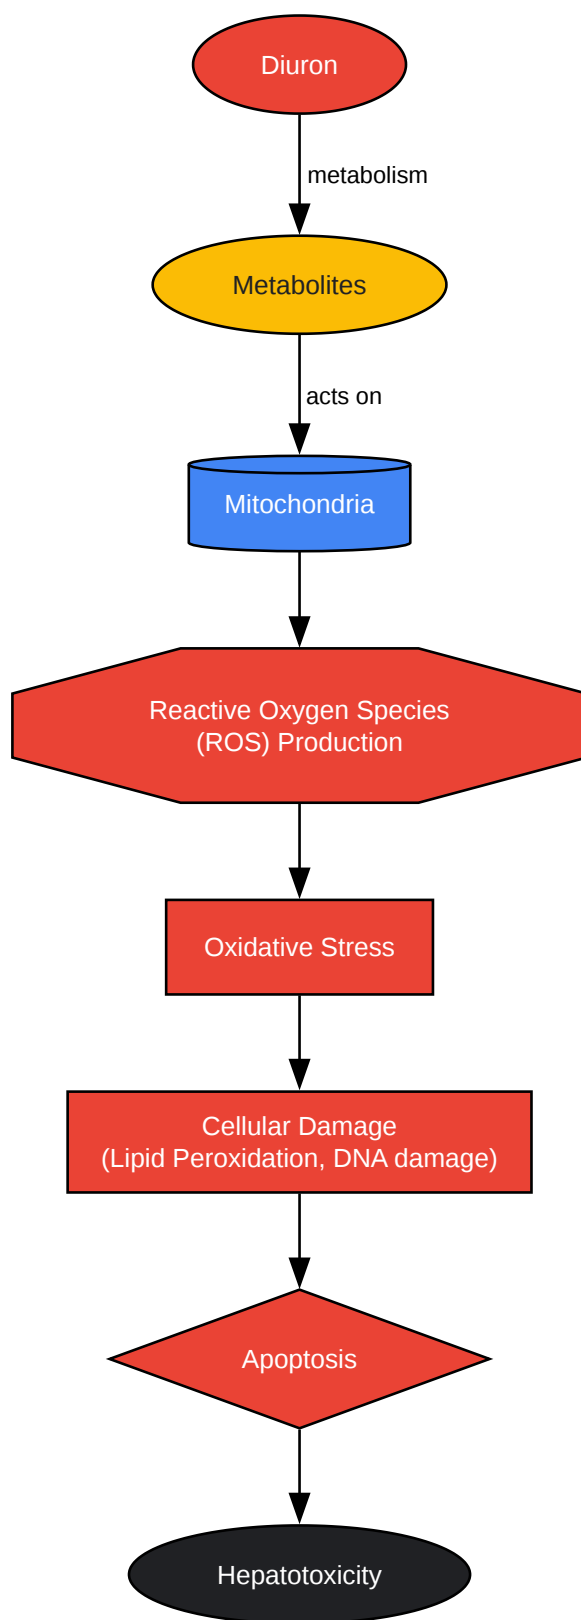 Diuron
metabolism
Metabolites
acts on
Mitochondria
Reactive Oxygen Species
(ROS) Production
Oxidative Stress
Cellular Damage
(Lipid Peroxidation, DNA damage)
Apoptosis
Hepatotoxicity